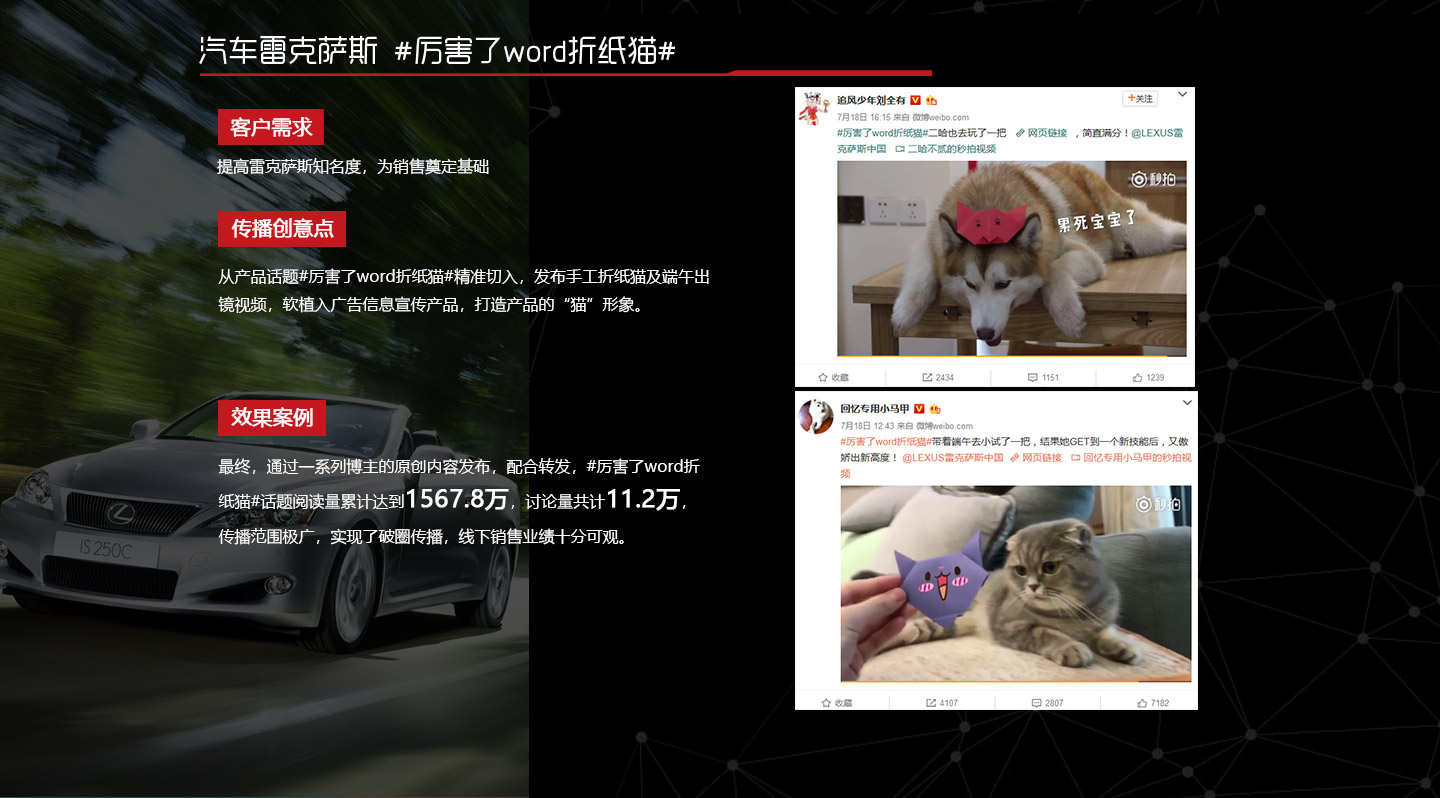 汽车雷克萨斯 #厉害了word折纸猫#
客户需求
提高雷克萨斯知名度，为销售奠定基础
传播创意点
从产品话题#厉害了word折纸猫#精准切入，发布手工折纸猫及端午出
镜视频，软植入广告信息宣传产品，打造产品的“猫”形象。
效果案例
最终，通过一系列博主的原创内容发布，配合转发，#厉害了word折
纸猫#话题阅读量累计达到1567.8万，讨论量共计11.2万，
传播范围极广，实现了破圈传播，线下销售业绩十分可观。
IS 250C
追风少年刘全有
+关注
7月18日 16:15 来自 微博weibo.com
#厉害了word折纸猫#二哈也去玩了一把 网页链接 ，简直满分！@LEXUS雷
克萨斯中国 二哈不贰的秒拍视频
秒拍
累死宝宝了
收藏 2434 1151 1239
回忆专用小马甲
7月18日 12:43 来自 微博weibo.com
#厉害了word折纸猫#带着端午去小试了一把，结果她GET到一个新技能后，又傲
娇出新高度！ @LEXUS雷克萨斯中国 网页链接 回忆专用小马甲的秒拍视
频
秒拍
收藏 4107 2807 7182